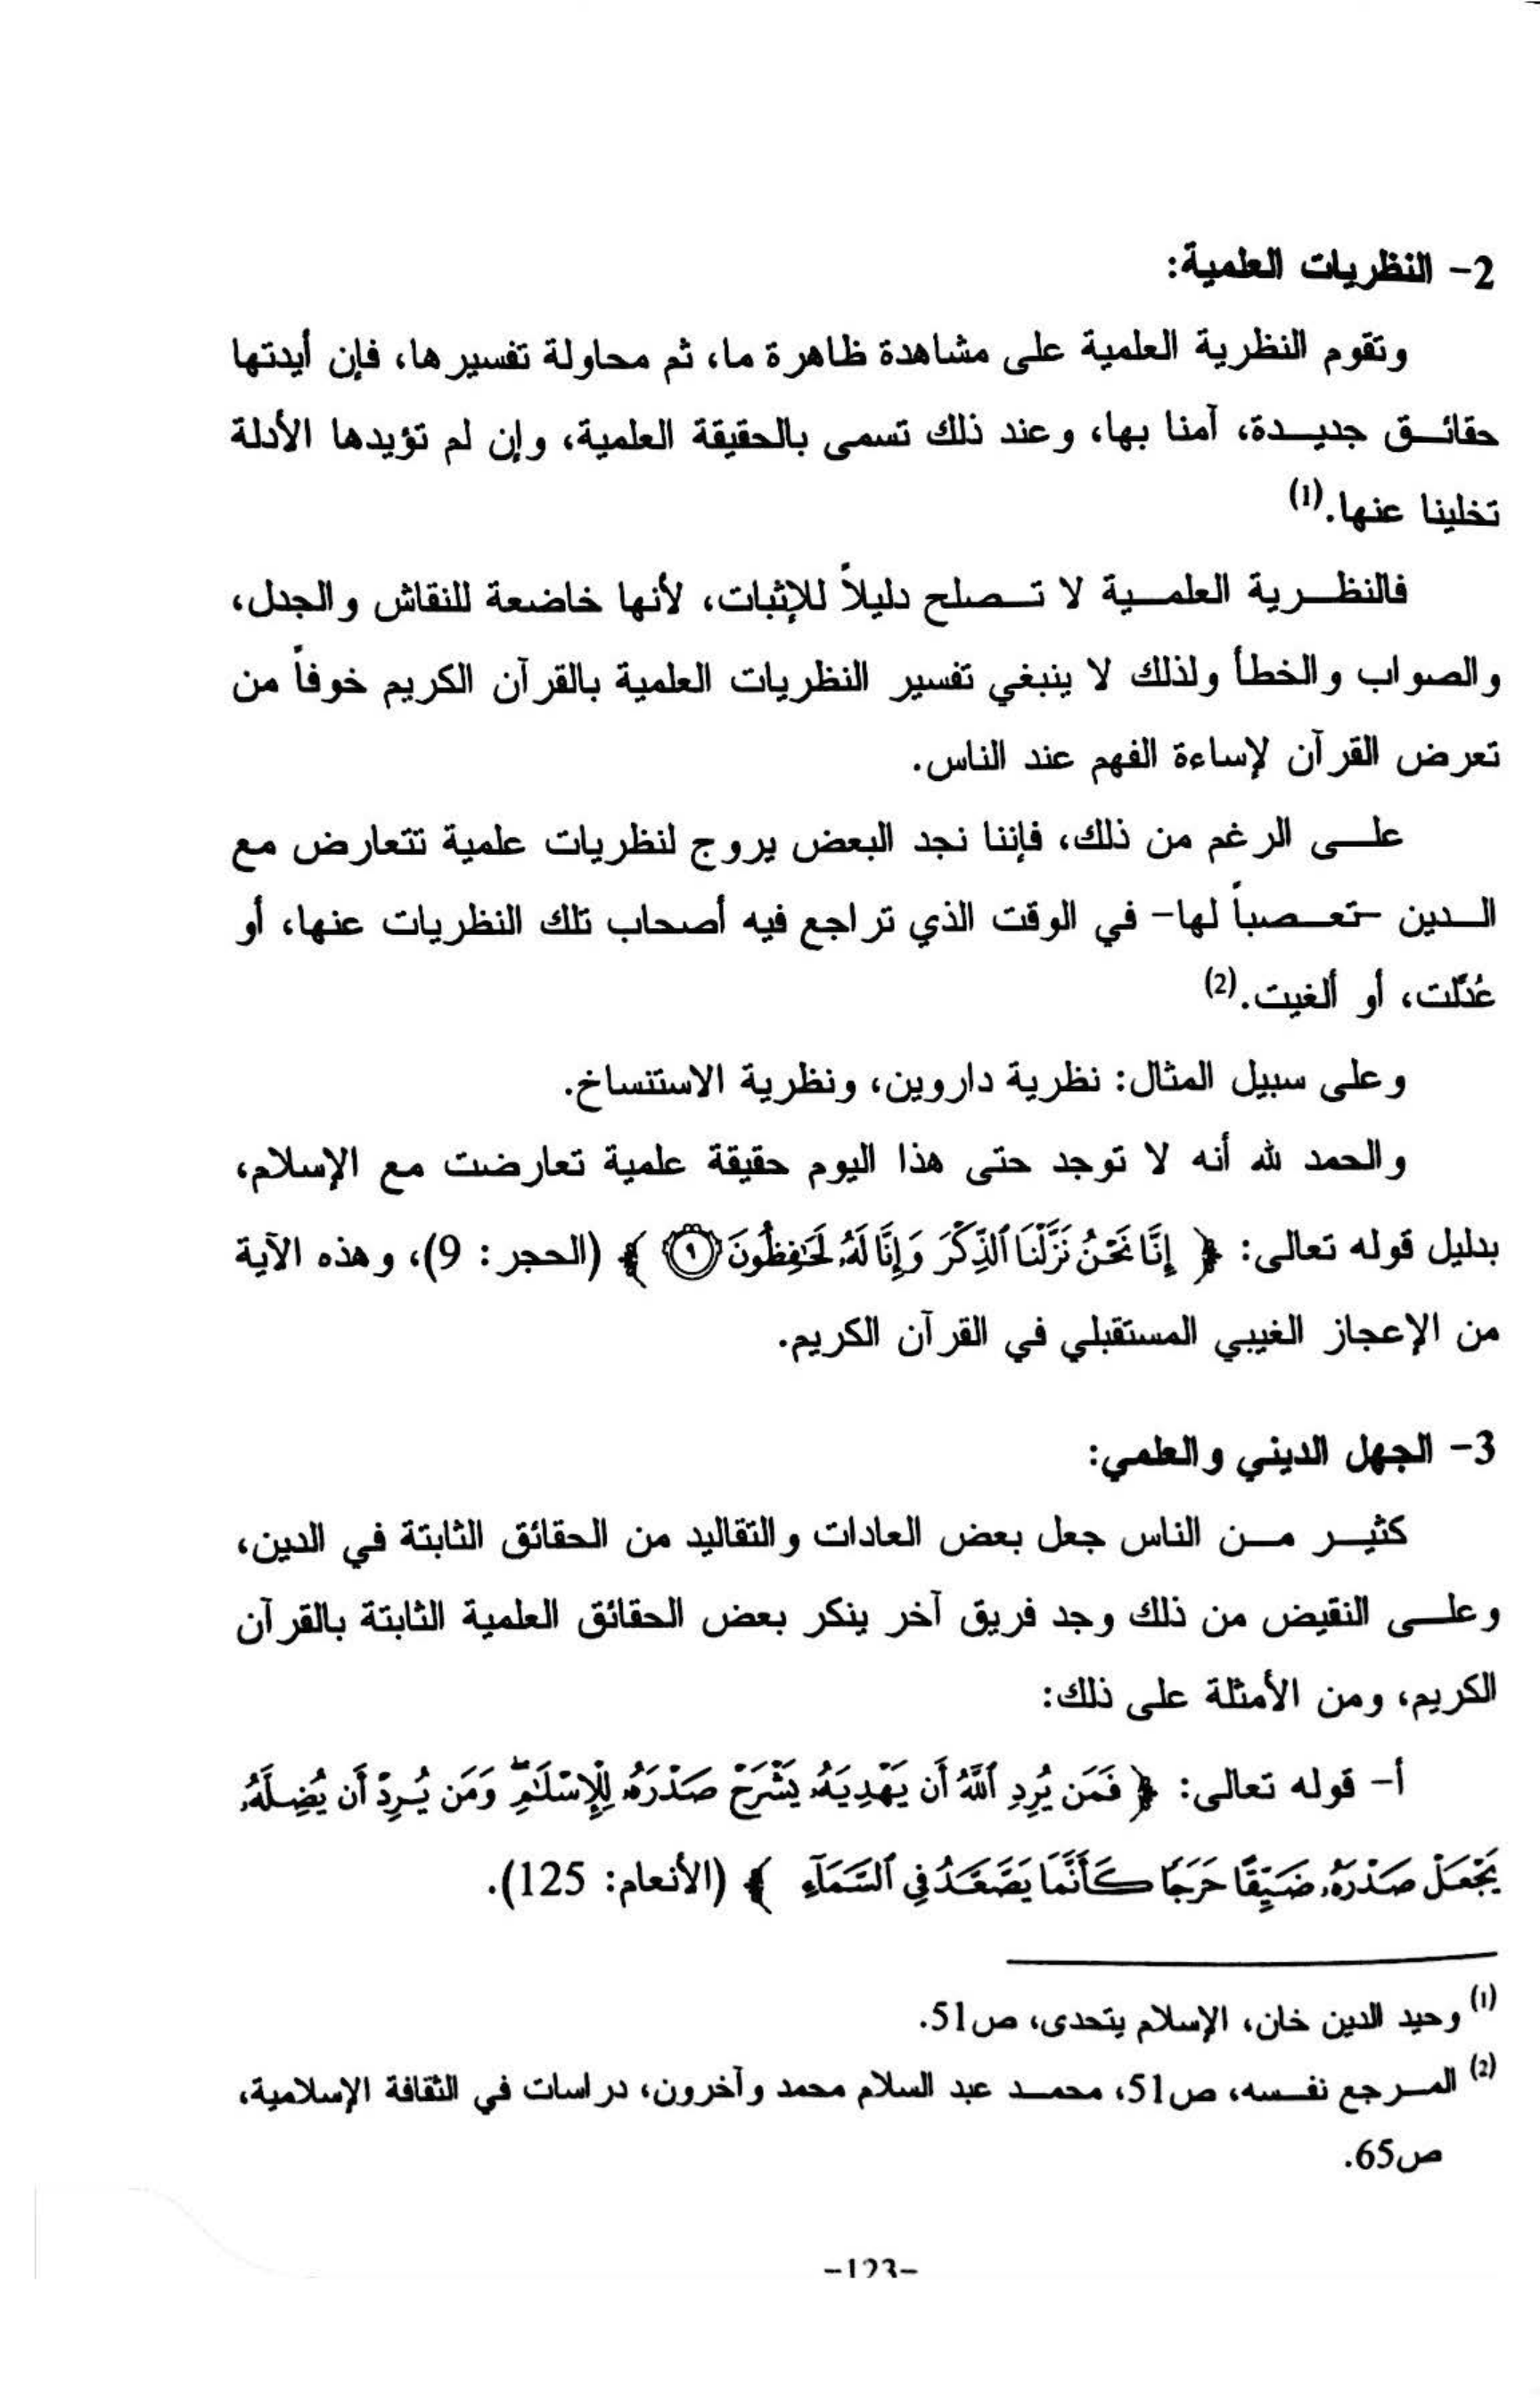 2- النظريات العلمية:
وتقوم النظرية العلمية على مشاهدة ظاهرة ما، ثم محاولة تفسيرها، فإن أيدتها
حقائق جديدة، آمنا بها، وعند ذلك تسمى بالحقيقة العلمية، وإن لم تؤيدها الأدلة
تخلينا عنها.(1)
فالنظرية العلمية لا تصلح دليلاً للإثبات، لأنها خاضعة للنقاش والجدل،
والصواب والخطأ ولذلك لا ينبغي تفسير النظريات العلمية بالقرآن الكريم خوفاً من
تعرض القرآن لإساءة الفهم عند الناس.
على الرغم من ذلك، فإننا نجد البعض يروج لنظريات علمية تتعارض مع
الدين -تعصباً لها- في الوقت الذي تراجع فيه أصحاب تلك النظريات عنها، أو
عُدّلت، أو ألغيت.(2)
وعلى سبيل المثال: نظرية داروين، ونظرية الاستنساخ.
والحمد لله أنه لا توجد حتى هذا اليوم حقيقة علمية تعارضت مع الإسلام،
بدليل قوله تعالى: ﴿ إِنَّا نَحْنُ نَزَّلْنَا ٱلذِّكْرَ وَإِنَّا لَهُۥ لَحَٰفِظُونَ ٩ ﴾ (الحجر: 9)، وهذه الآية
من الإعجاز الغيبي المستقبلي في القرآن الكريم.
3- الجهل الديني والعلمي:
كثير من الناس جعل بعض العادات والتقاليد من الحقائق الثابتة في الدين،
وعلى النقيض من ذلك وجد فريق آخر ينكر بعض الحقائق العلمية الثابتة بالقرآن
الكريم، ومن الأمثلة على ذلك:
أ- قوله تعالى: ﴿ فَمَن يُرِدِ ٱللَّهُ أَن يَهْدِيَهُۥ يَشْرَحْ صَدْرَهُۥ لِلْإِسْلَٰمِ ۖ وَمَن يُرِدْ أَن يُضِلَّهُۥ
يَجْعَلْ صَدْرَهُۥ ضَيِّقًا حَرَجًا كَأَنَّمَا يَصَّعَّدُ فِى ٱلسَّمَآءِ ﴾ (الأنعام: 125).
(1) وحيد الدين خان، الإسلام يتحدى، ص51.
(2) المرجع نفسه، ص51، محمد عبد السلام محمد وآخرون، دراسات في الثقافة الإسلامية،
ص65.
-123-